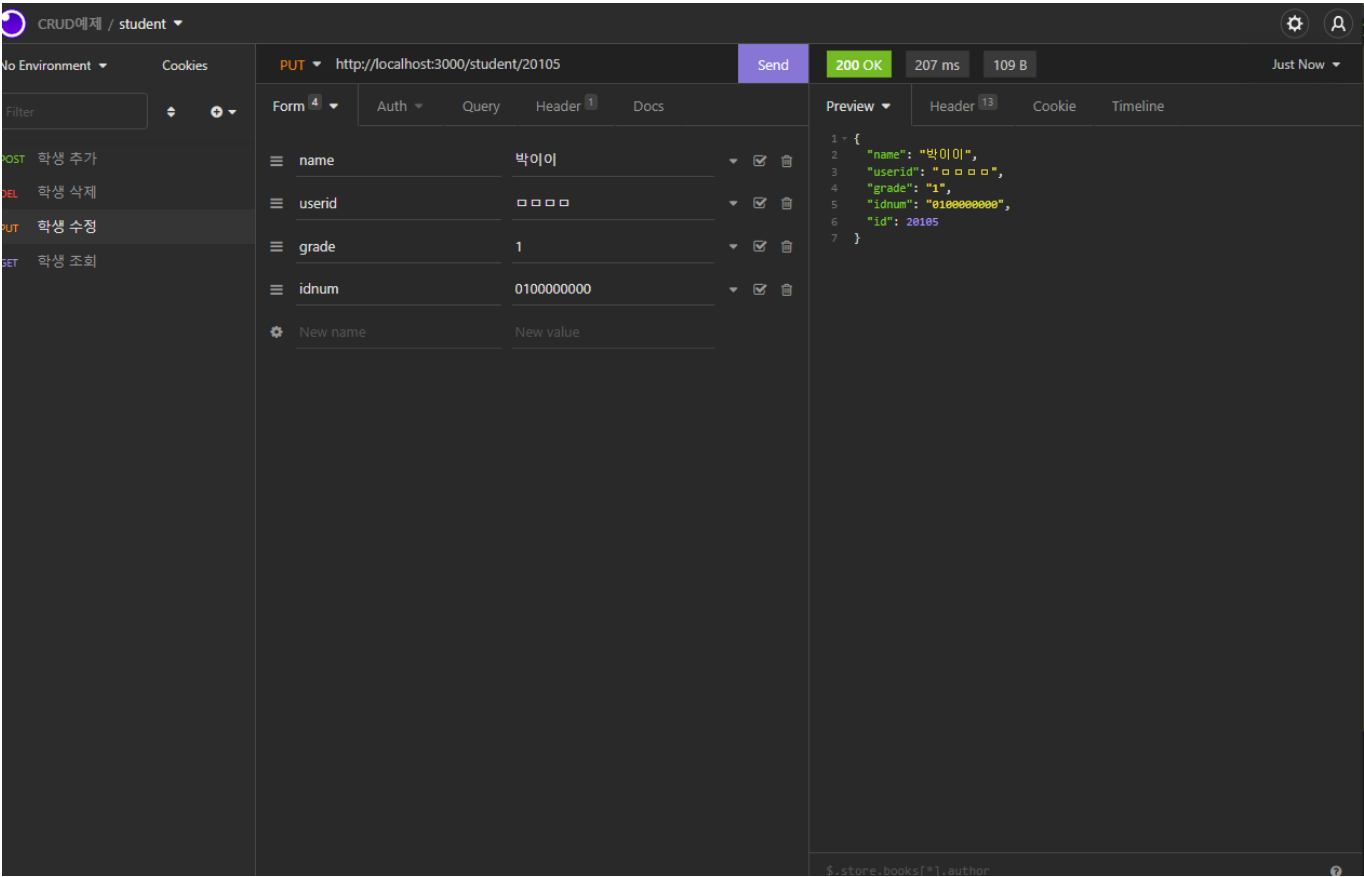 CRUD예제 / student
No Environment
Cookies
Filter
POST 학생 추가
DEL 학생 삭제
PUT 학생 수정
GET 학생 조회
PUT http://localhost:3000/student/20105 Send
Form 4 Auth Query Header 1 Docs
name 박이이
userid ㅁㅁㅁㅁ
grade 1
idnum 0100000000
New name New value
200 OK 207 ms 109 B Just Now
Preview Header 13 Cookie Timeline
1 {
2 "name": "박이이",
3 "userid": "ㅁㅁㅁㅁ",
4 "grade": "1",
5 "idnum": "0100000000",
6 "id": 20105
7 }
$.store.books[*].author